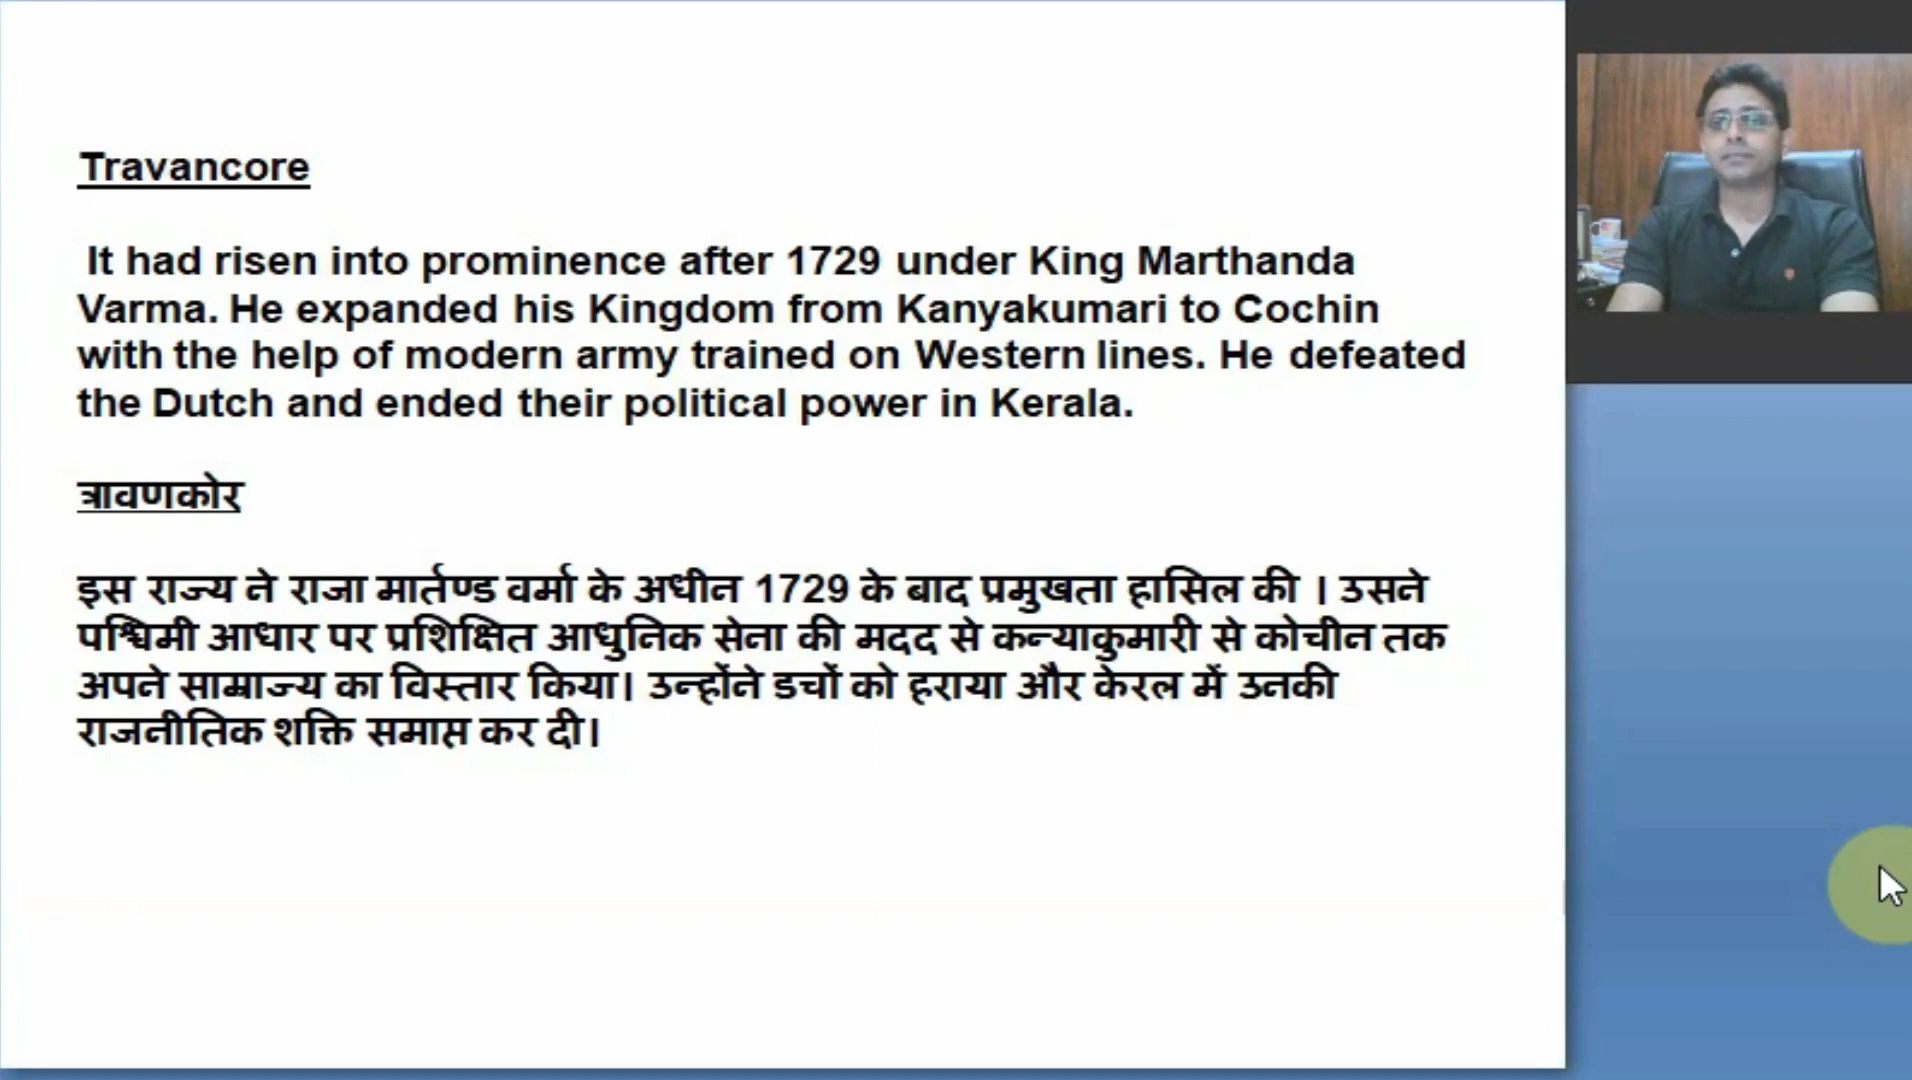 Travancore
It had risen into prominence after 1729 under King Marthanda
Varma. He expanded his Kingdom from Kanyakumari to Cochin
with the help of modern army trained on Western lines. He defeated
the Dutch and ended their political power in Kerala.
त्रावणकोर
इस राज्य ने राजा मार्तण्ड वर्मा के अधीन 1729 के बाद प्रमुखता हासिल की । उसने
पश्चिमी आधार पर प्रशिक्षित आधुनिक सेना की मदद से कन्याकुमारी से कोचीन तक
अपने साम्राज्य का विस्तार किया। उन्होंने डचों को हराया और केरल में उनकी
राजनीतिक शक्ति समाप्त कर दी।